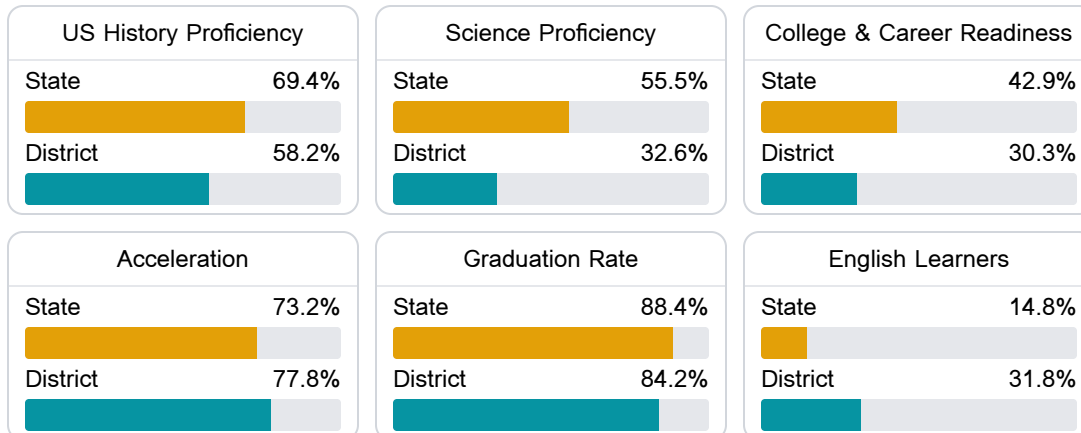 US History Proficiency
State 69.4%
District 58.2%
Science Proficiency
State 55.5%
District 32.6%
College & Career Readiness
State 42.9%
District 30.3%
Acceleration
State 73.2%
District 77.8%
Graduation Rate
State 88.4%
District 84.2%
English Learners
State 14.8%
District 31.8%